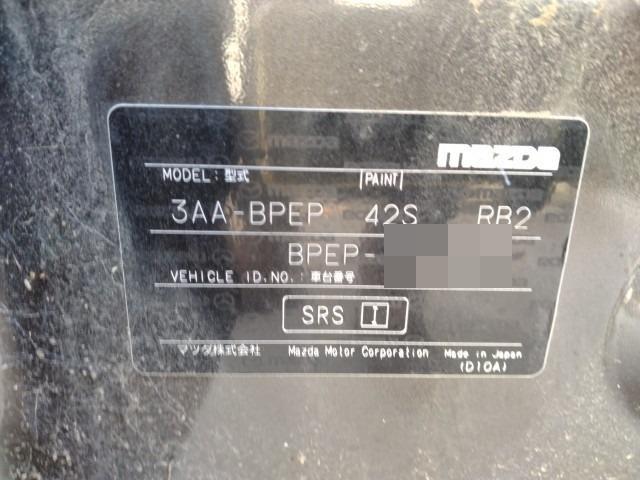 mazda
MODEL : 型式 PAINT
3AA-BPEP 42S RB2
BPEP-
VEHICLE ID.NO. : 車台番号
SRS I
マツダ株式会社 Mazda Motor Corporation Made in Japan
(D10A)